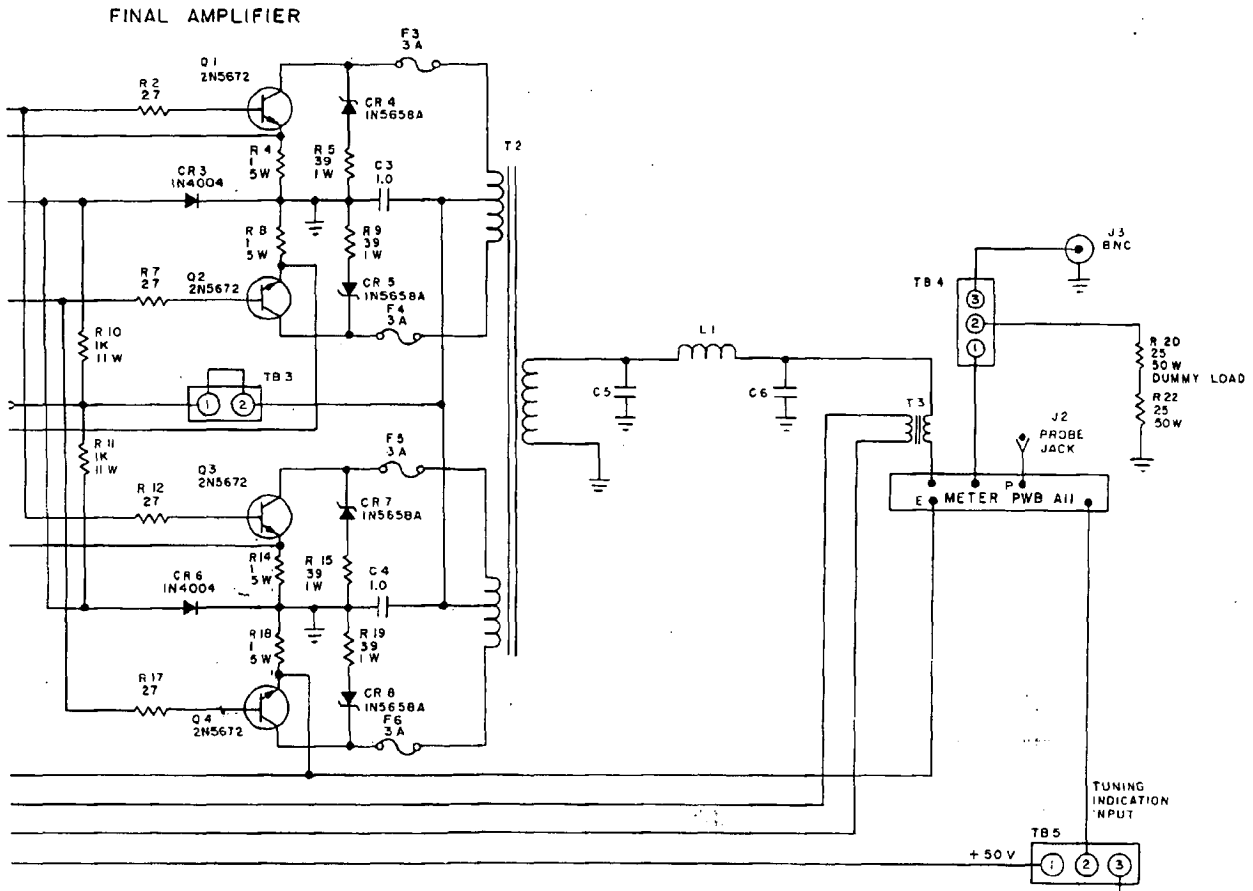 FINAL AMPLIFIER
F3
3A
Q1
2N5672
R2
27
CR4
1N5658A
R4
1
5W
R5
39
1W
C3
1.0
T2
CR3
1N4004
R8
1
5W
R9
39
1W
R7
27
Q2
2N5672
CR5
1N5658A
F4
3A
R10
1K
11W
TB3
1
2
R11
1K
11W
F5
3A
Q3
2N5672
R12
27
CR7
1N5658A
R14
1
5W
R15
39
1W
C4
1.0
CR6
1N4004
R18
1
5W
R19
39
1W
R17
27
Q4
2N5672
CR8
1N5658A
F6
3A
L1
C5
C6
T3
J3
BNC
TB4
3
2
1
R20
25
50W
DUMMY LOAD
R22
25
50W
J2
PROBE
JACK
P
E METER PWB A11
TUNING
INDICATION
INPUT
TB5
+50V
1
2
3